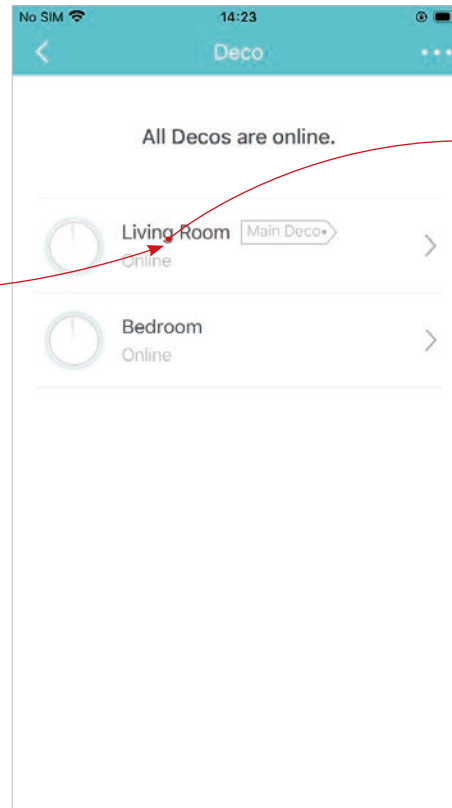 No SIM 14:23
Deco
All Decos are online.
Living Room Main Deco
Online
Bedroom
Online